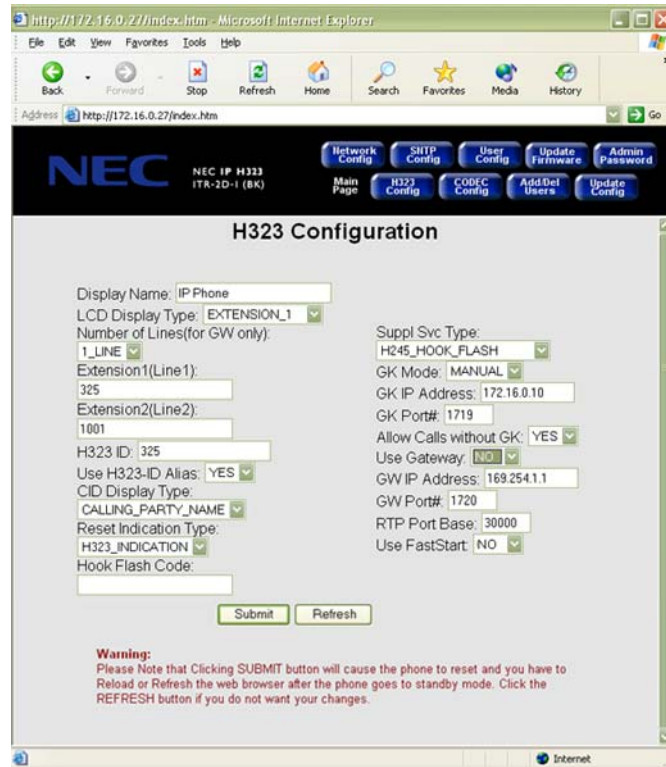 http://172.16.0.27/index.htm - Microsoft Internet Explorer
File Edit View Favorites Tools Help
Back Forward Stop Refresh Home Search Favorites Media History
Address http://172.16.0.27/index.htm Go
NEC
NEC IP H323
ITR-2D-I (BK)
Network Config SNTP Config User Config Update Firmware Admin Password
Main Page H323 Config CODEC Config Add/Del Users Update Config
H323 Configuration
Display Name: IP Phone
LCD Display Type: EXTENSION_1
Number of Lines(for GW only):
1_LINE
Extension1(Line1):
325
Extension2(Line2):
1001
H323 ID: 325
Use H323-ID Alias: YES
CID Display Type:
CALLING_PARTY_NAME
Reset Indication Type:
H323_INDICATION
Hook Flash Code:
Suppl Svc Type:
H245_HOOK_FLASH
GK Mode: MANUAL
GK IP Address: 172.16.0.10
GK Port#: 1719
Allow Calls without GK: YES
Use Gateway: NO
GW IP Address: 169.254.1.1
GW Port#: 1720
RTP Port Base: 30000
Use FastStart: NO
Submit Refresh
Warning:
Please Note that Clicking SUBMIT button will cause the phone to reset and you have to
Reload or Refresh the web browser after the phone goes to standby mode. Click the
REFRESH button if you do not want your changes.
Internet